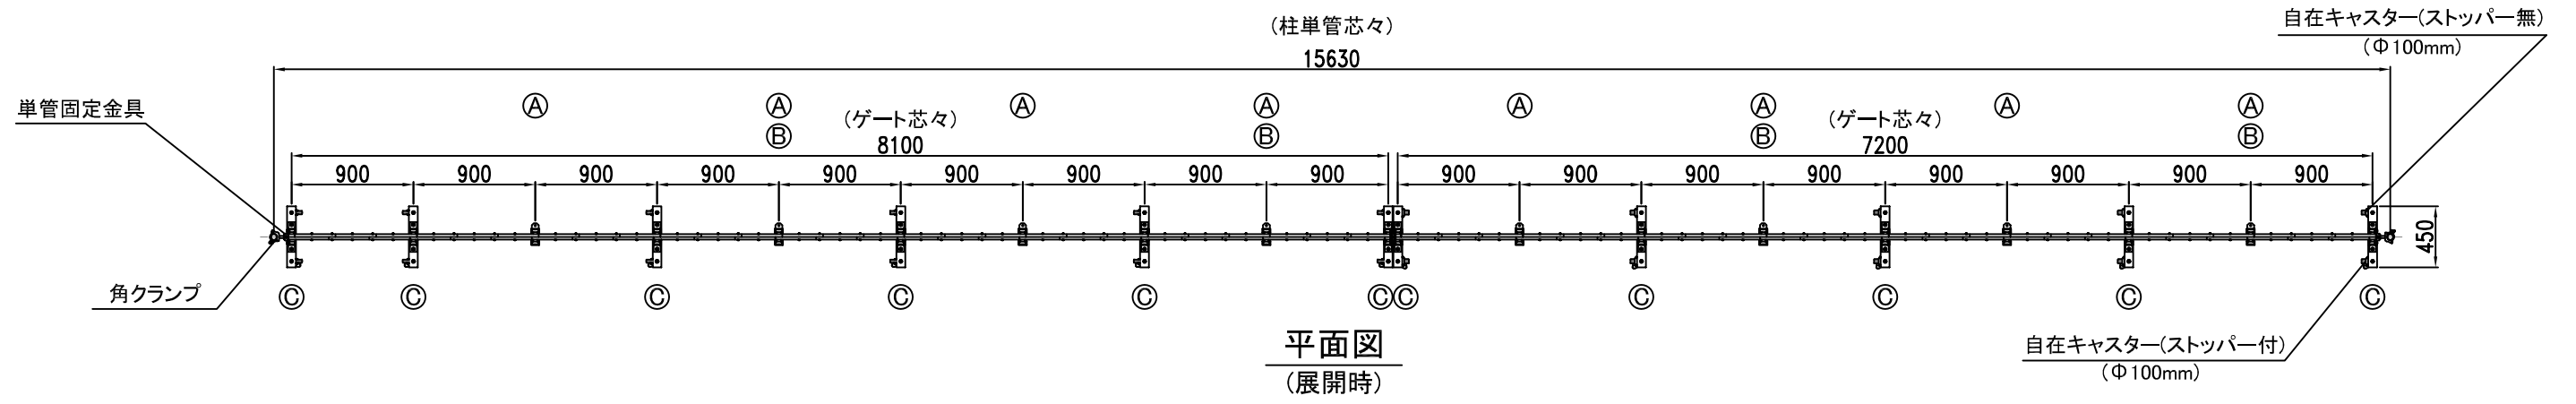 (柱単管芯々)
15630
自在キャスター(ストッパー無)
(Φ100mm)
単管固定金具
Ⓐ Ⓐ Ⓐ Ⓐ Ⓐ Ⓐ Ⓐ Ⓐ
Ⓑ Ⓑ Ⓑ Ⓑ
(ゲート芯々) (ゲート芯々)
8100 7200
900 900 900 900 900 900 900 900 900 900 900 900 900 900 900 900 900
450
角クランプ
Ⓒ Ⓒ Ⓒ Ⓒ Ⓒ Ⓒ Ⓒ Ⓒ Ⓒ Ⓒ Ⓒ
平面図
(展開時)
自在キャスター(ストッパー付)
(Φ100mm)